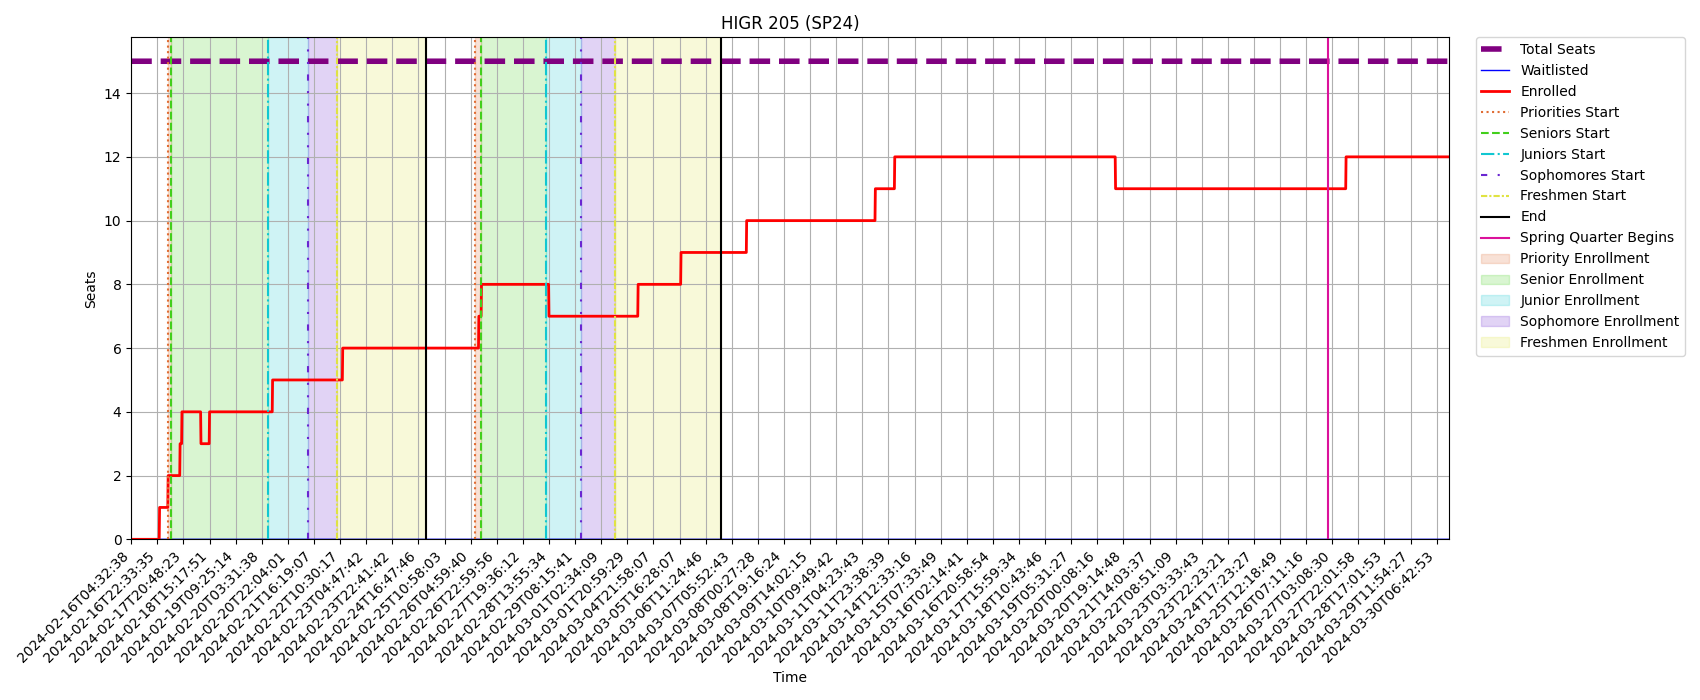 HIGR 205 (SP24)
Seats
14
12
10
8
6
4
2
0
2024-02-16T04:32:38
2024-02-16T22:33:35
2024-02-17T20:48:23
2024-02-18T15:17:51
2024-02-19T09:25:14
2024-02-20T03:31:38
2024-02-20T22:04:01
2024-02-21T16:19:07
2024-02-22T10:30:17
2024-02-23T04:47:42
2024-02-23T22:41:42
2024-02-24T16:47:46
2024-02-25T10:58:03
2024-02-26T04:59:40
2024-02-26T22:59:56
2024-02-27T19:36:12
2024-02-28T13:55:34
2024-02-29T08:15:41
2024-03-01T02:34:09
2024-03-01T20:59:29
2024-03-04T21:58:07
2024-03-05T16:28:07
2024-03-06T11:24:46
2024-03-07T05:52:43
2024-03-08T00:27:28
2024-03-08T19:16:24
2024-03-09T14:02:15
2024-03-10T09:49:42
2024-03-11T04:23:43
2024-03-11T23:38:39
2024-03-14T12:33:16
2024-03-15T07:33:49
2024-03-16T02:14:41
2024-03-16T20:58:54
2024-03-17T15:59:34
2024-03-18T10:43:46
2024-03-19T05:31:27
2024-03-20T00:08:16
2024-03-20T19:14:48
2024-03-21T14:03:37
2024-03-22T08:51:09
2024-03-23T03:33:43
2024-03-23T22:23:21
2024-03-24T17:23:27
2024-03-25T12:18:49
2024-03-26T07:11:16
2024-03-27T03:08:30
2024-03-27T22:01:58
2024-03-28T17:01:53
2024-03-29T11:54:27
2024-03-30T06:42:53
Time
Total Seats
Waitlisted
Enrolled
Priorities Start
Seniors Start
Juniors Start
Sophomores Start
Freshmen Start
End
Spring Quarter Begins
Priority Enrollment
Senior Enrollment
Junior Enrollment
Sophomore Enrollment
Freshmen Enrollment